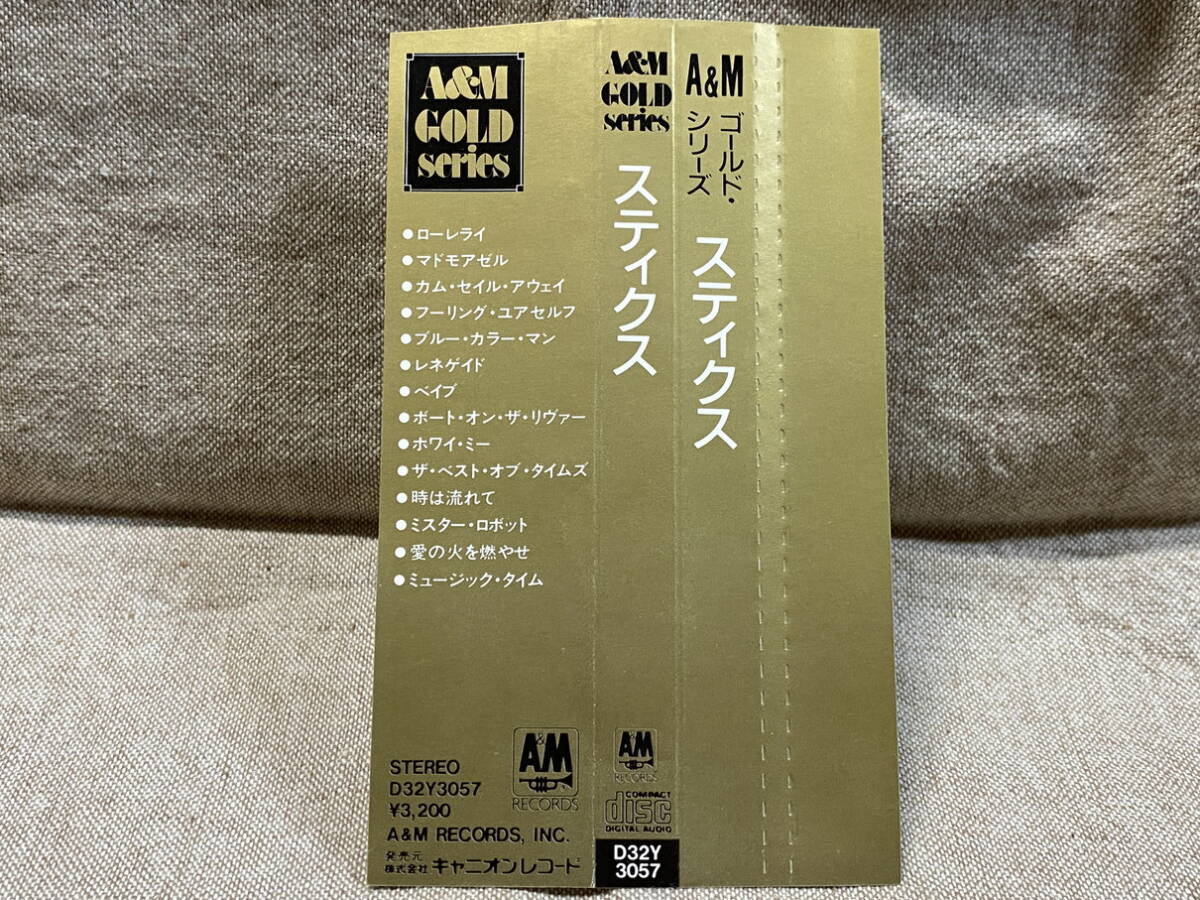 A&M
GOLD
series
●ローレライ
●マドモアゼル
●カム・セイル・アウェイ
●フーリング・ユアセルフ
●ブルー・カラー・マン
●レネゲイド
●ベイブ
●ボート・オン・ザ・リヴァー
●ホワイ・ミー
●ザ・ベスト・オブ・タイムズ
●時は流れて
●ミスター・ロボット
●愛の火を燃やせ
●ミュージック・タイム
STEREO
D32Y3057
¥3,200
A&M RECORDS, INC.
発売元
株式会社 キャニオンレコード
A&M
RECORDS
A&M
GOLD
series
スティクス
A&M
RECORDS
COMPACT
disc
DIGITAL AUDIO
D32Y
3057
A&M
ゴールド・
シリーズ
スティクス